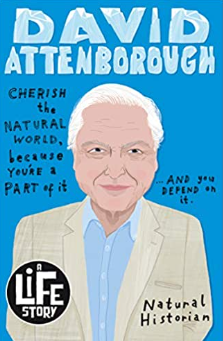 DAVID
ATTENBOROUGH
CHERISH
the
NATURAL
WORLD,
because
YOU'RE A
PART of it
...AND YOU
DEPEND ON
it.
A
LiFE
STORY
Natural
Historian